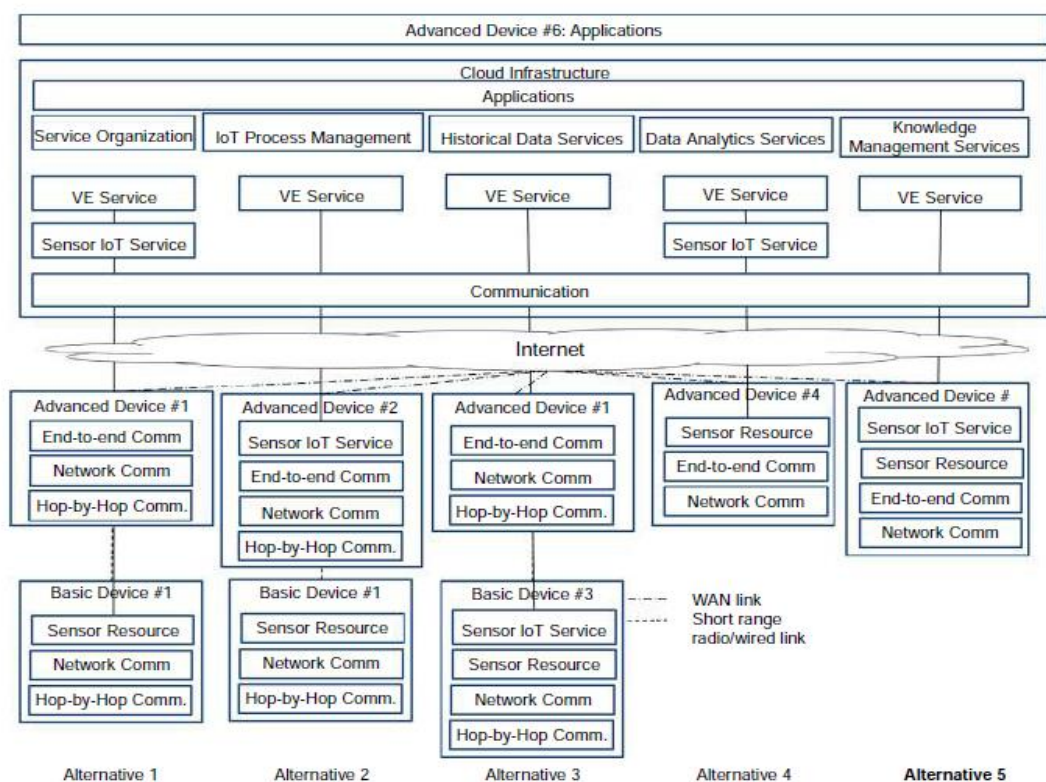 Advanced Device #6: Applications
Cloud Infrastructure
Applications
Service Organization
IoT Process Management
Historical Data Services
Data Analytics Services
Knowledge
Management Services
VE Service
VE Service
VE Service
VE Service
VE Service
Sensor IoT Service
Sensor IoT Service
Communication
Internet
Advanced Device #1
End-to-end Comm
Network Comm
Hop-by-Hop Comm.
Advanced Device #2
Sensor IoT Service
End-to-end Comm
Network Comm
Hop-by-Hop Comm.
Advanced Device #1
End-to-end Comm
Network Comm
Hop-by-Hop Comm.
Advanced Device #4
Sensor Resource
End-to-end Comm
Network Comm
Advanced Device #
Sensor IoT Service
Sensor Resource
End-to-end Comm
Network Comm
Basic Device #1
Sensor Resource
Network Comm
Hop-by-Hop Comm.
Basic Device #1
Sensor Resource
Network Comm
Hop-by-Hop Comm.
Basic Device #3
Sensor IoT Service
Sensor Resource
Network Comm
Hop-by-Hop Comm.
WAN link
Short range
radio/wired link
Alternative 1
Alternative 2
Alternative 3
Alternative 4
Alternative 5